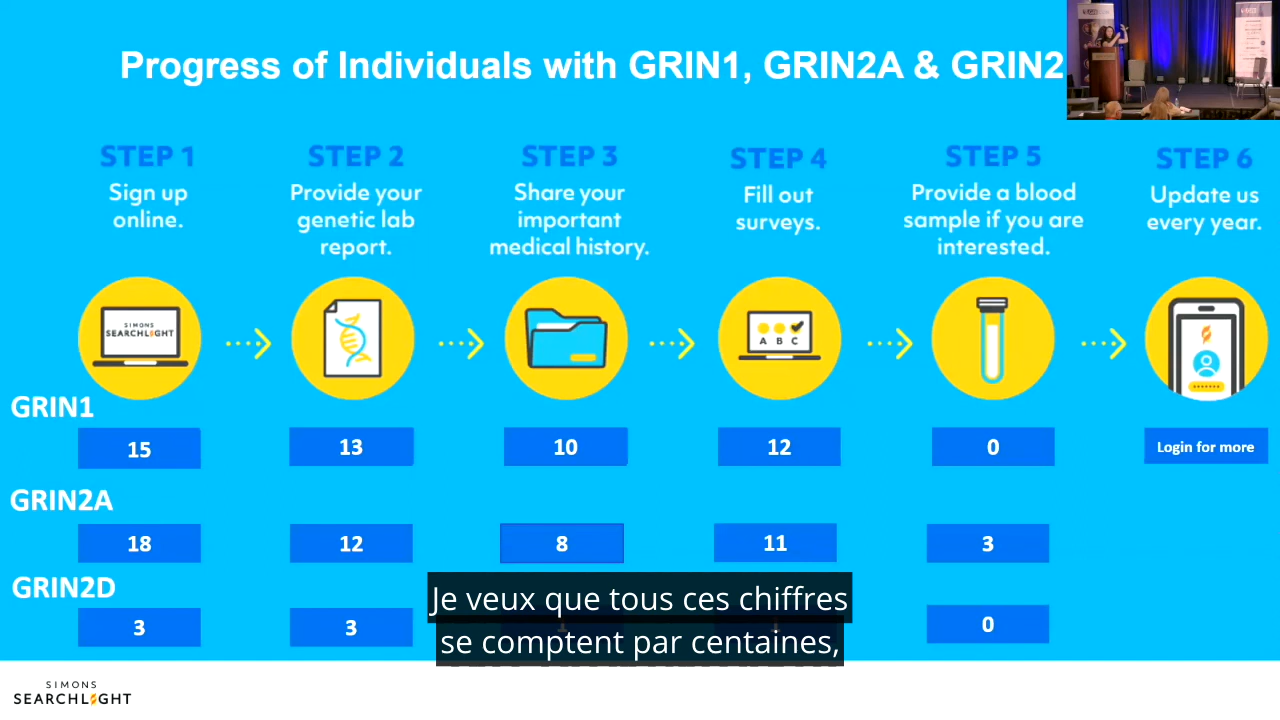 Progress of Individuals with GRIN1, GRIN2A & GRIN2
STEP 1
Sign up
online.
STEP 2
Provide your
genetic lab
report.
STEP 3
Share your
important
medical history.
STEP 4
Fill out
surveys.
STEP 5
Provide a blood
sample if you are
interested.
STEP 6
Update us
every year.
SIMONS
SEARCHLIGHT
A B C
GRIN1
15
13
10
12
0
Login for more
GRIN2A
18
12
8
11
3
GRIN2D
3
3
0
Je veux que tous ces chiffres
se comptent par centaines,
SIMONS
SEARCHLIGHT